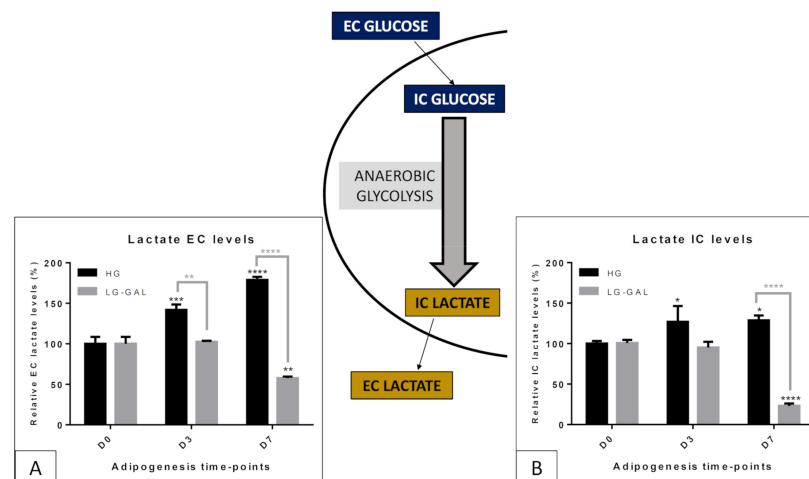 EC GLUCOSE
IC GLUCOSE
ANAEROBIC
GLYCOLYSIS
IC LACTATE
EC LACTATE
Lactate EC levels
HG
LG-GAL
Relative EC lactate levels (%)
200
150
100
50
0
***
**
****
****
**
D0
D3
D7
Adipogenesis time-points
A
Lactate IC levels
HG
LG-GAL
Relative IC lactate levels (%)
200
150
100
50
0
*
*
****
****
D0
D3
D7
Adipogenesis time-points
B